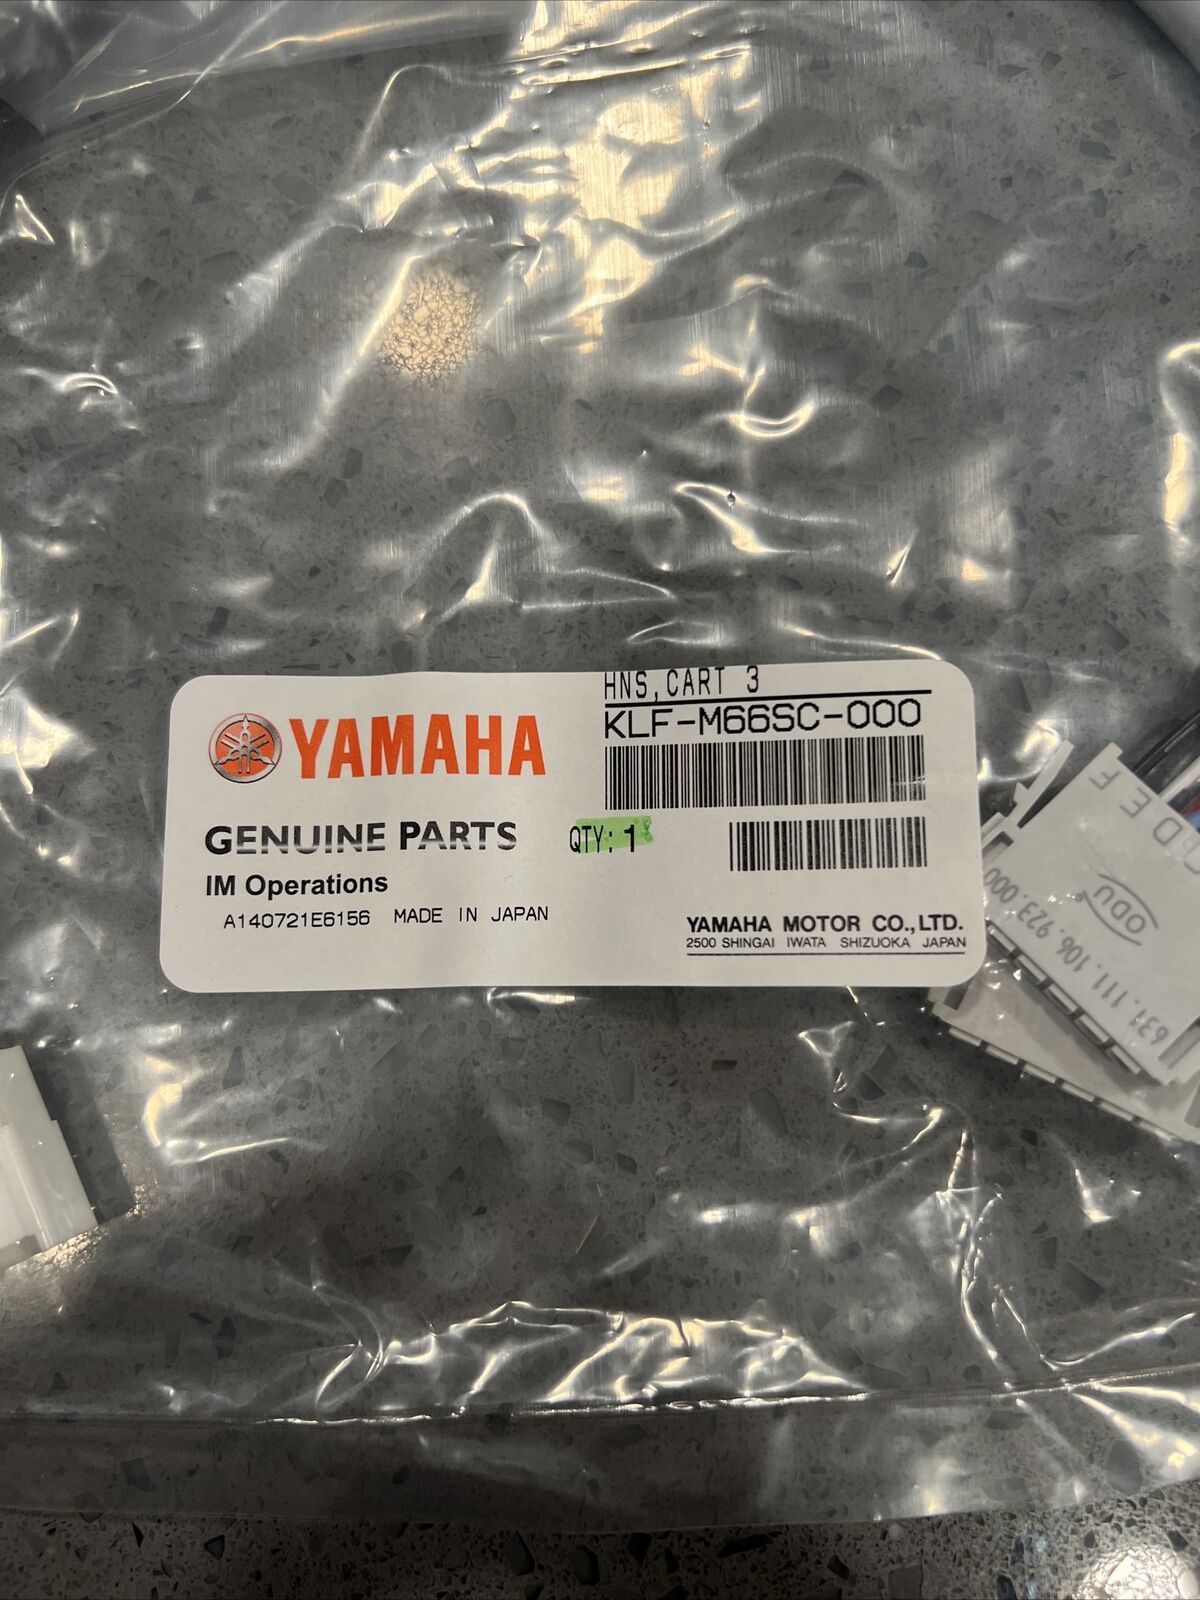 HNS,CART 3
KLF-M66SC-000
YAMAHA
GENUINE PARTS
QTY: 1
IM Operations
A140721E6156 MADE IN JAPAN
YAMAHA MOTOR CO.,LTD.
2500 SHINGAI IWATA SHIZUOKA JAPAN
D E F
ODU
631.111.106.923.000